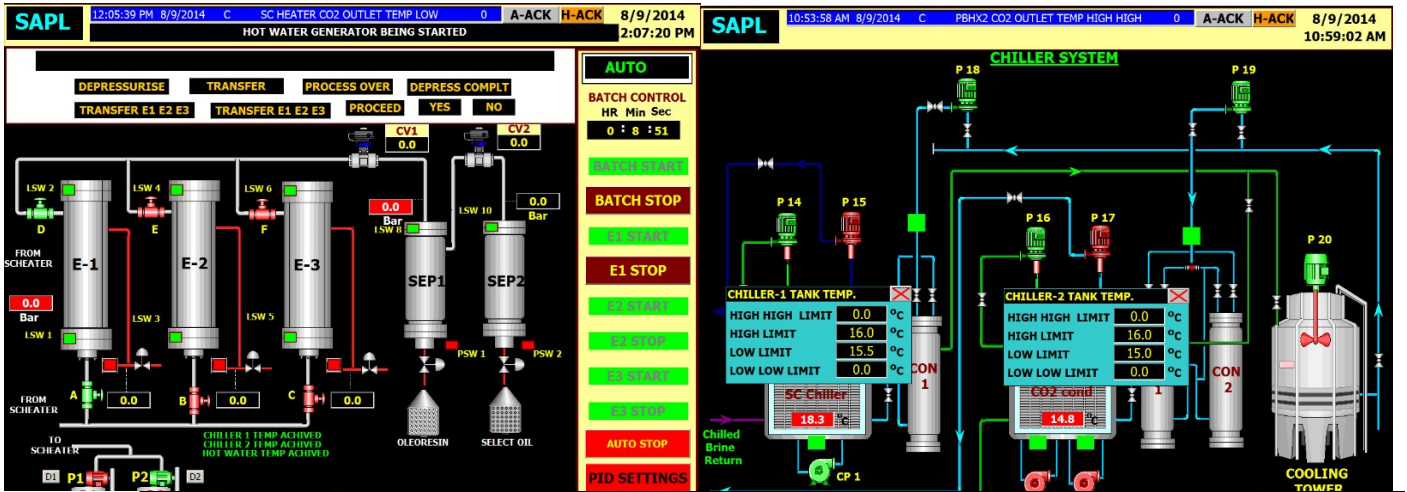 SAPL
12:05:39 PM 8/9/2014 C SC HEATER CO2 OUTLET TEMP LOW 0
A-ACK H-ACK
8/9/2014
HOT WATER GENERATOR BEING STARTED
2:07:20 PM
DEPRESSURISE TRANSFER PROCESS OVER DEPRESS COMPLT
TRANSFER E1 E2 E3 TRANSFER E1 E2 E3 PROCEED YES NO
AUTO
BATCH CONTROL
HR Min Sec
0 : 8 : 51
BATCH START
BATCH STOP
E1 START
E1 STOP
E2 START
E2 STOP
E3 START
E3 STOP
AUTO STOP
PID SETTINGS
CV1
0.0
CV2
0.0
LSW 2
LSW 4
LSW 6
D
E
F
FROM
SCHEATER
E-1
E-2
E-3
0.0
Bar
LSW 1
LSW 3
LSW 5
0.0
Bar
LSW 8
LSW 10
0.0
Bar
SEP1
SEP2
PSW 1
PSW 2
A
0.0
B
0.0
C
0.0
FROM
SCHEATER
OLEORESIN
SELECT OIL
CHILLER 1 TEMP ACHIVED
CHILLER 2 TEMP ACHIVED
HOT WATER TEMP ACHIVED
TO
SCHEATER
D1
P1
P2
D2
SAPL
10:53:58 AM 8/9/2014 C PBHX2 CO2 OUTLET TEMP HIGH HIGH 0
A-ACK H-ACK
8/9/2014
10:59:02 AM
CHILLER SYSTEM
P 18
P 19
P 14
P 15
P 16
P 17
P 20
CHILLER-1 TANK TEMP.
HIGH HIGH LIMIT 0.0 °C
HIGH LIMIT 16.0 °C
LOW LIMIT 15.5 °C
LOW LOW LIMIT 0.0 °C
CHILLER-2 TANK TEMP.
HIGH HIGH LIMIT 0.0 °C
HIGH LIMIT 16.0 °C
LOW LIMIT 15.0 °C
LOW LOW LIMIT 0.0 °C
CON
1
SC Chiller
18.3 °C
CO2 cond
14.8 °C
1
CON
2
Chilled
Brine
Return
CP 1
COOLING
TOWER